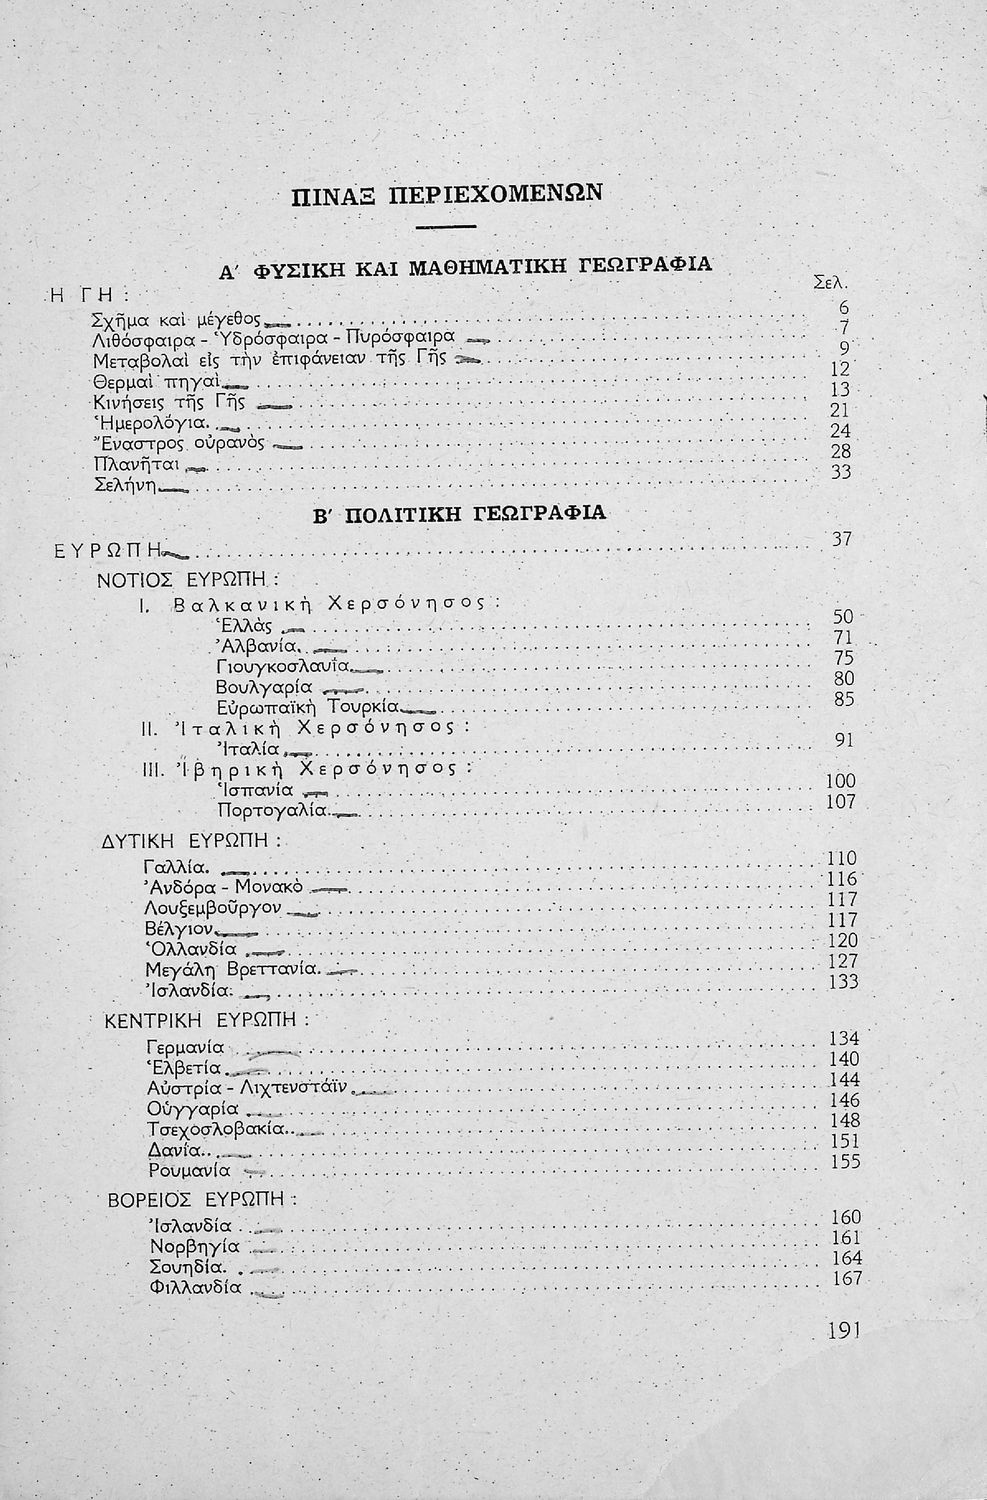 ΠΙΝΑΞ ΠΕΡΙΕΧΟΜΕΝΩΝ
Α΄ ΦΥΣΙΚΗ ΚΑΙ ΜΑΘΗΜΑΤΙΚΗ ΓΕΩΓΡΑΦΙΑ
Σελ.
Η ΓΗ :
Σχῆμα καὶ μέγεθος 6
Λιθόσφαιρα - Ὑδρόσφαιρα - Πυρόσφαιρα 7
Μεταβολαὶ εἰς τὴν ἐπιφάνειαν τῆς Γῆς 9
Θερμαὶ πηγαὶ 12
Κινήσεις τῆς Γῆς 13
Ἡμερολόγια 21
Ἔναστρος οὐρανὸς 24
Πλανῆται 28
Σελήνη 33
Β΄ ΠΟΛΙΤΙΚΗ ΓΕΩΓΡΑΦΙΑ
ΕΥΡΩΠΗ 37
ΝΟΤΙΟΣ ΕΥΡΩΠΗ :
I. Βαλκανικὴ Χερσόνησος :
Ἑλλὰς 50
Ἀλβανία 71
Γιουγκοσλαυΐα 75
Βουλγαρία 80
Εὐρωπαϊκὴ Τουρκία 85
II. Ἰταλικὴ Χερσόνησος :
Ἰταλία 91
III. Ἰβηρικὴ Χερσόνησος :
Ἱσπανία 100
Πορτογαλία 107
ΔΥΤΙΚΗ ΕΥΡΩΠΗ :
Γαλλία 110
Ἀνδόρα - Μονακὸ 116
Λουξεμβοῦργον 117
Βέλγιον 117
Ὁλλανδία 120
Μεγάλη Βρεττανία 127
Ἰσλανδία 133
ΚΕΝΤΡΙΚΗ ΕΥΡΩΠΗ :
Γερμανία 134
Ἑλβετία 140
Αὐστρία - Λιχτενστάϊν 144
Οὑγγαρία 146
Τσεχοσλοβακία 148
Δανία 151
Ρουμανία 155
ΒΟΡΕΙΟΣ ΕΥΡΩΠΗ :
Ἰσλανδία 160
Νορβηγία 161
Σουηδία 164
Φιλλανδία 167
191